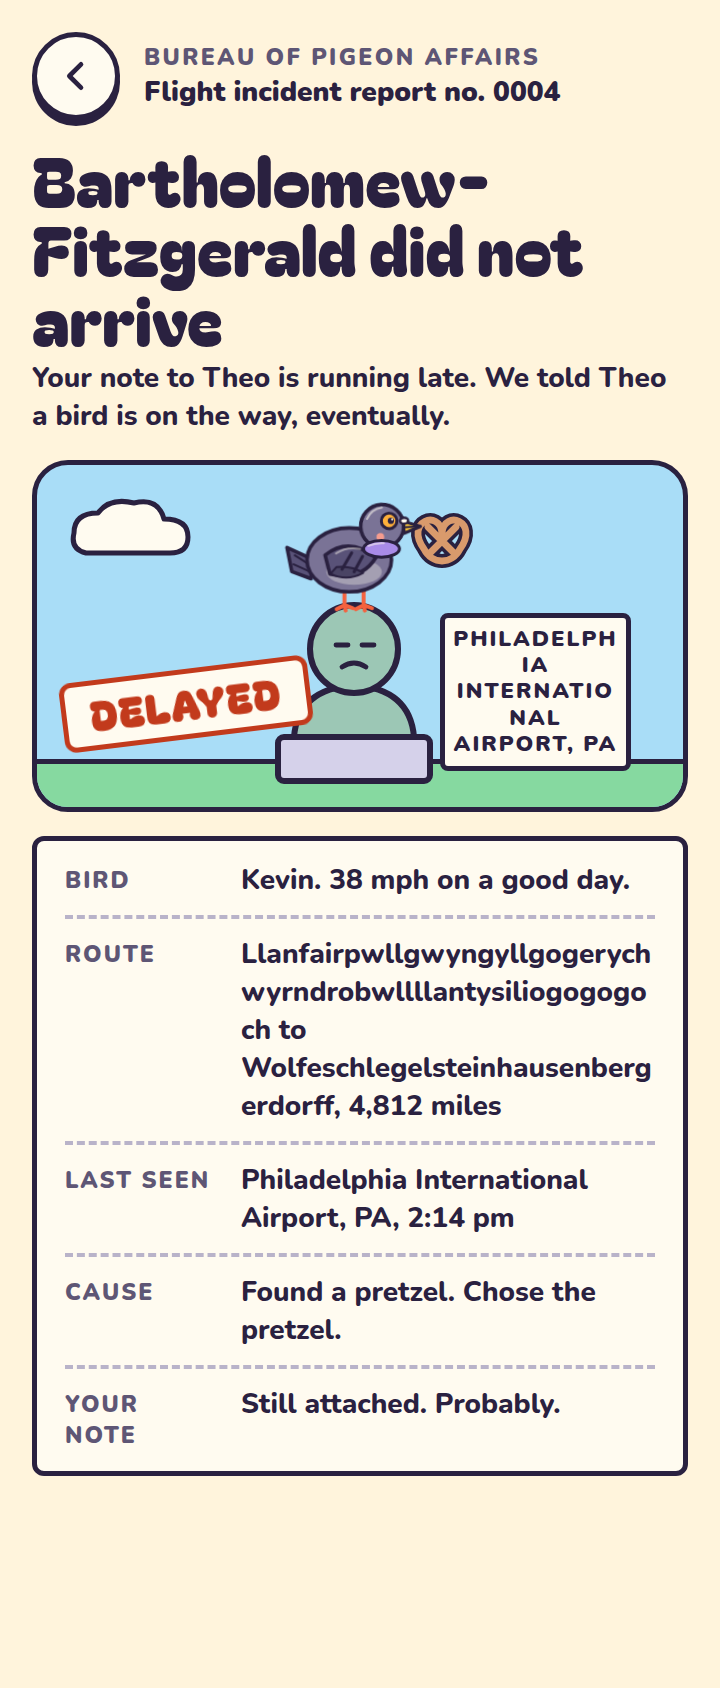 BUREAU OF PIGEON AFFAIRS
Flight incident report no. 0004
Bartholomew-
Fitzgerald did not
arrive
Your note to Theo is running late. We told Theo
a bird is on the way, eventually.
DELAYED
PHILADELPH
IA
INTERNATIO
NAL
AIRPORT, PA
BIRD
Kevin. 38 mph on a good day.
ROUTE
Llanfairpwllgwyngyllgogerych
wyrndrobwllllantysiliogogogo
ch to
Wolfeschlegelsteinhausenberg
erdorff, 4,812 miles
LAST SEEN
Philadelphia International
Airport, PA, 2:14 pm
CAUSE
Found a pretzel. Chose the
pretzel.
YOUR
NOTE
Still attached. Probably.